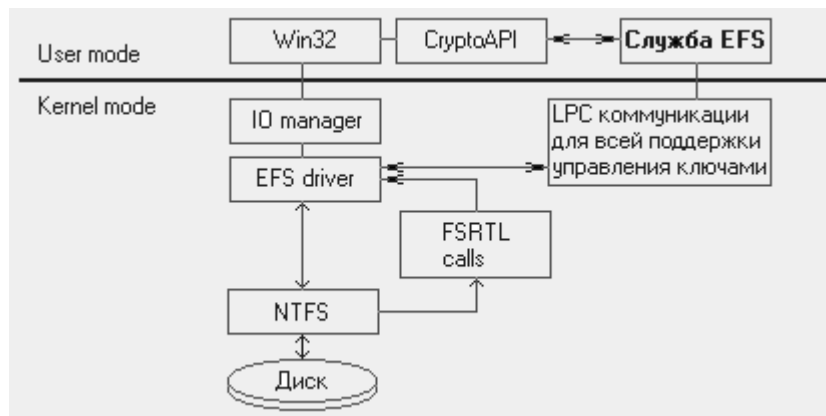 Win32
CryptoAPI
Служба EFS
User mode
Kernel mode
IO manager
LPC коммуникации
для всей поддержки
управления ключами
EFS driver
FSRTL
calls
NTFS
Диск